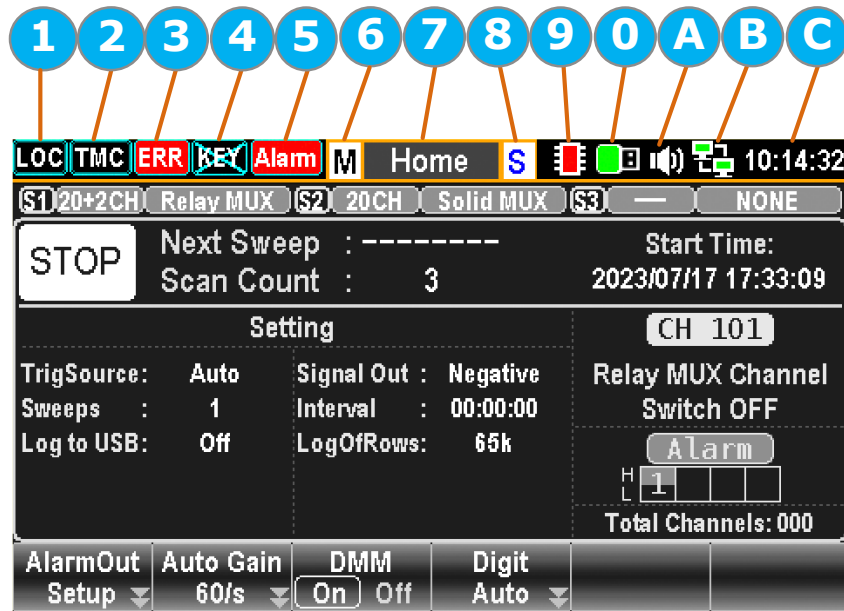 1 2 3 4 5 6 7 8 9 0 A B C
LOC TMC ERR KEY Alarm M Home S 10:14:32
S1 20+2CH Relay MUX S2 20CH Solid MUX S3 — NONE
STOP
Next Sweep : --------
Scan Count : 3
Start Time:
2023/07/17 17:33:09
Setting
TrigSource: Auto
Sweeps : 1
Log to USB: Off
Signal Out : Negative
Interval : 00:00:00
LogOfRows: 65k
CH 101
Relay MUX Channel
Switch OFF
Alarm
H
L
1
Total Channels: 000
AlarmOut
Setup
Auto Gain
60/s
DMM
On Off
Digit
Auto